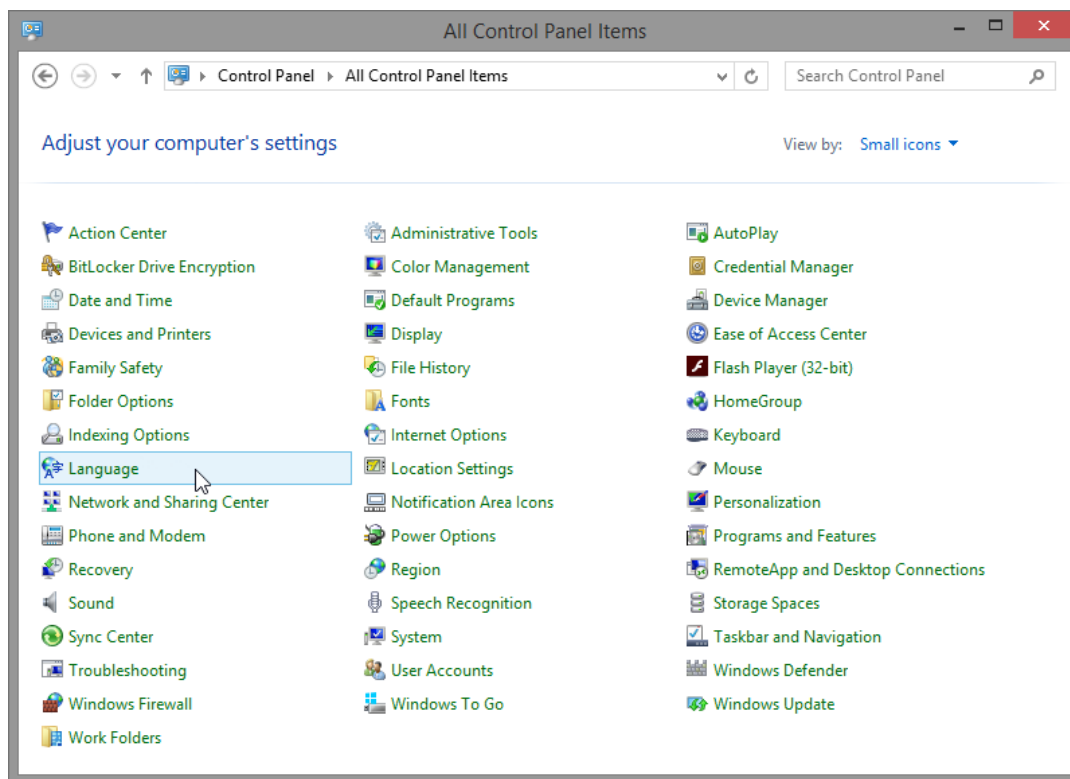 All Control Panel Items
Control Panel All Control Panel Items Search Control Panel
Adjust your computer's settings View by: Small icons
Action Center Administrative Tools AutoPlay
BitLocker Drive Encryption Color Management Credential Manager
Date and Time Default Programs Device Manager
Devices and Printers Display Ease of Access Center
Family Safety File History Flash Player (32-bit)
Folder Options Fonts HomeGroup
Indexing Options Internet Options Keyboard
Language Location Settings Mouse
Network and Sharing Center Notification Area Icons Personalization
Phone and Modem Power Options Programs and Features
Recovery Region RemoteApp and Desktop Connections
Sound Speech Recognition Storage Spaces
Sync Center System Taskbar and Navigation
Troubleshooting User Accounts Windows Defender
Windows Firewall Windows To Go Windows Update
Work Folders